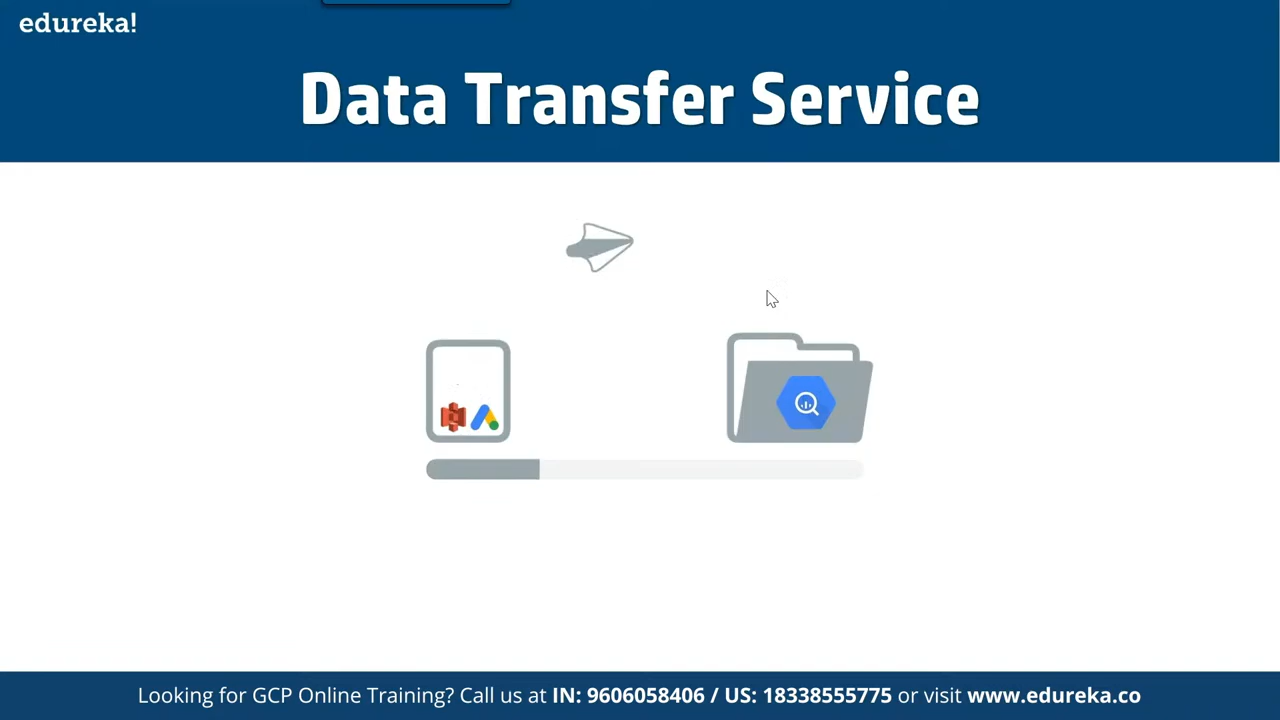 edureka!
Data Transfer Service
Looking for GCP Online Training? Call us at IN: 9606058406 / US: 18338555775 or visit www.edureka.co